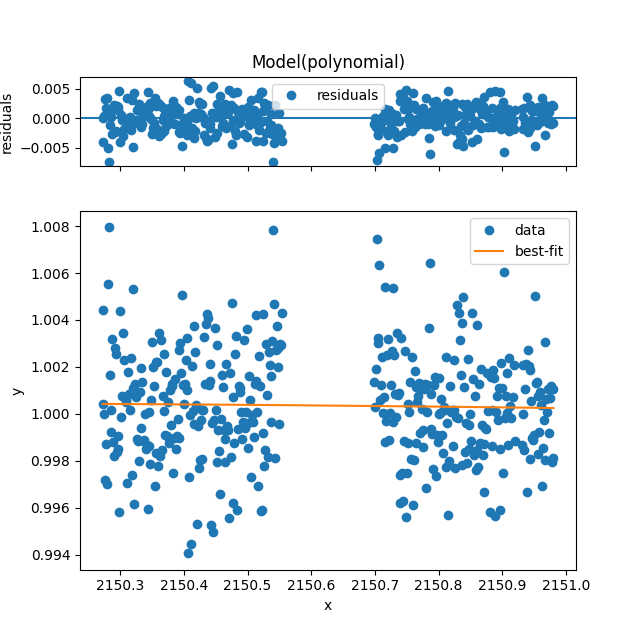 Model(polynomial)
0.005
0.000
−0.005
residuals
residuals
1.008
1.006
1.004
1.002
1.000
0.998
0.996
0.994
y
data
best-fit
2150.3 2150.4 2150.5 2150.6 2150.7 2150.8 2150.9 2151.0
x